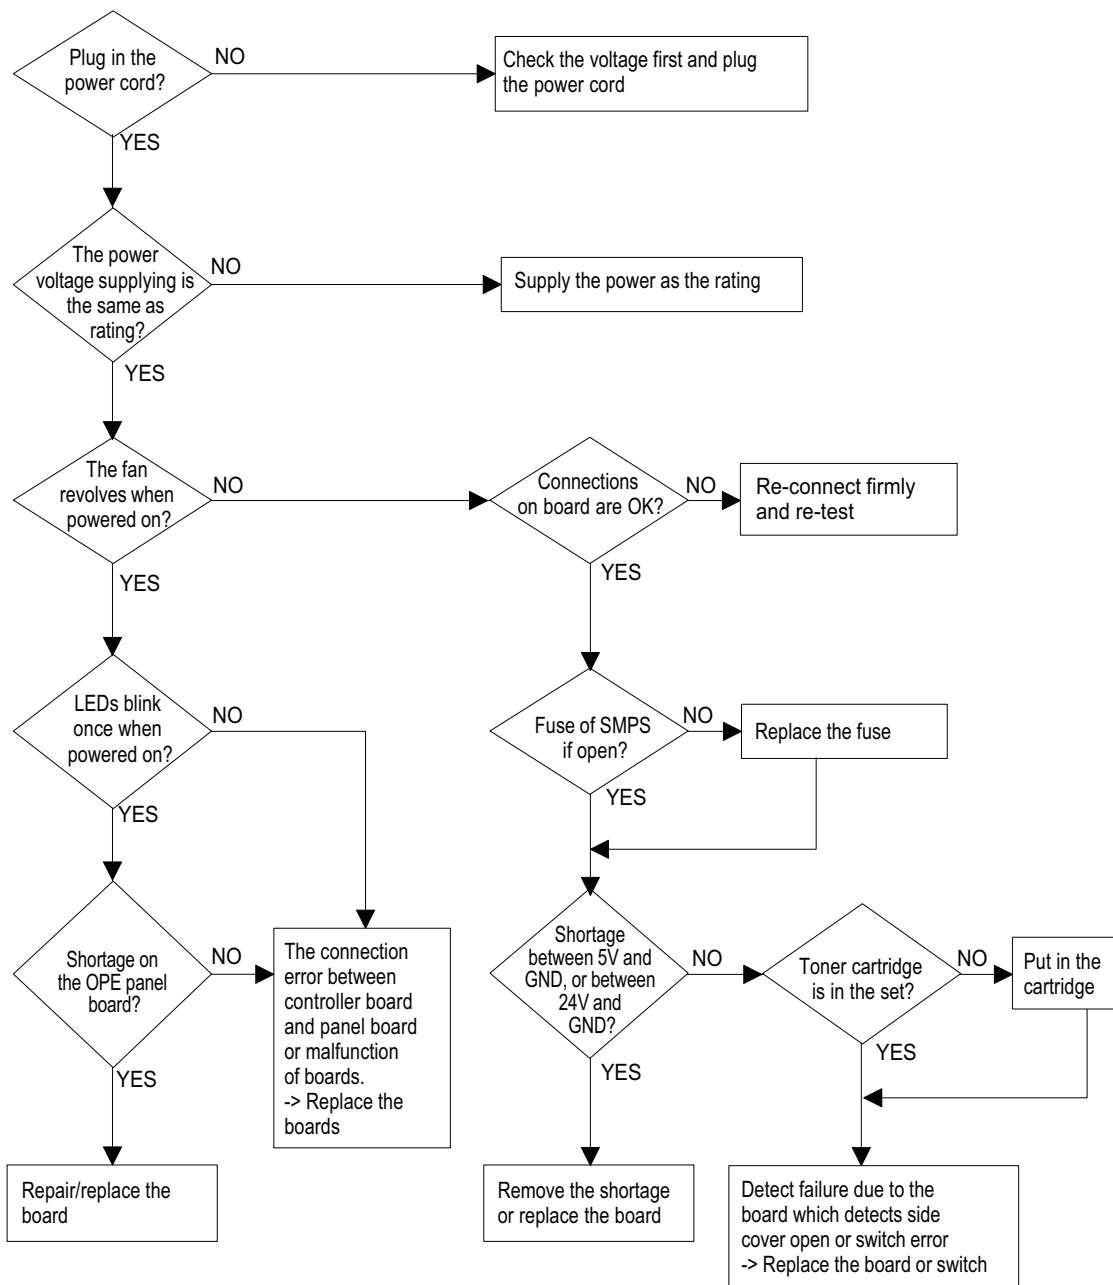 Plug in the
power cord?
NO
Check the voltage first and plug
the power cord
YES
The power
voltage supplying is
the same as
rating?
NO
Supply the power as the rating
YES
The fan
revolves when
powered on?
NO
Connections
on board are OK?
NO
Re-connect firmly
and re-test
YES
YES
LEDs blink
once when
powered on?
NO
Fuse of SMPS
if open?
NO
Replace the fuse
YES
YES
Shortage on
the OPE panel
board?
NO
The connection
error between
controller board
and panel board
or malfunction
of boards.
-> Replace the
boards
Shortage
between 5V and
GND, or between
24V and
GND?
NO
Toner cartridge
is in the set?
NO
Put in the
cartridge
YES
YES
YES
Repair/replace the
board
Remove the shortage
or replace the board
Detect failure due to the
board which detects side
cover open or switch error
-> Replace the board or switch